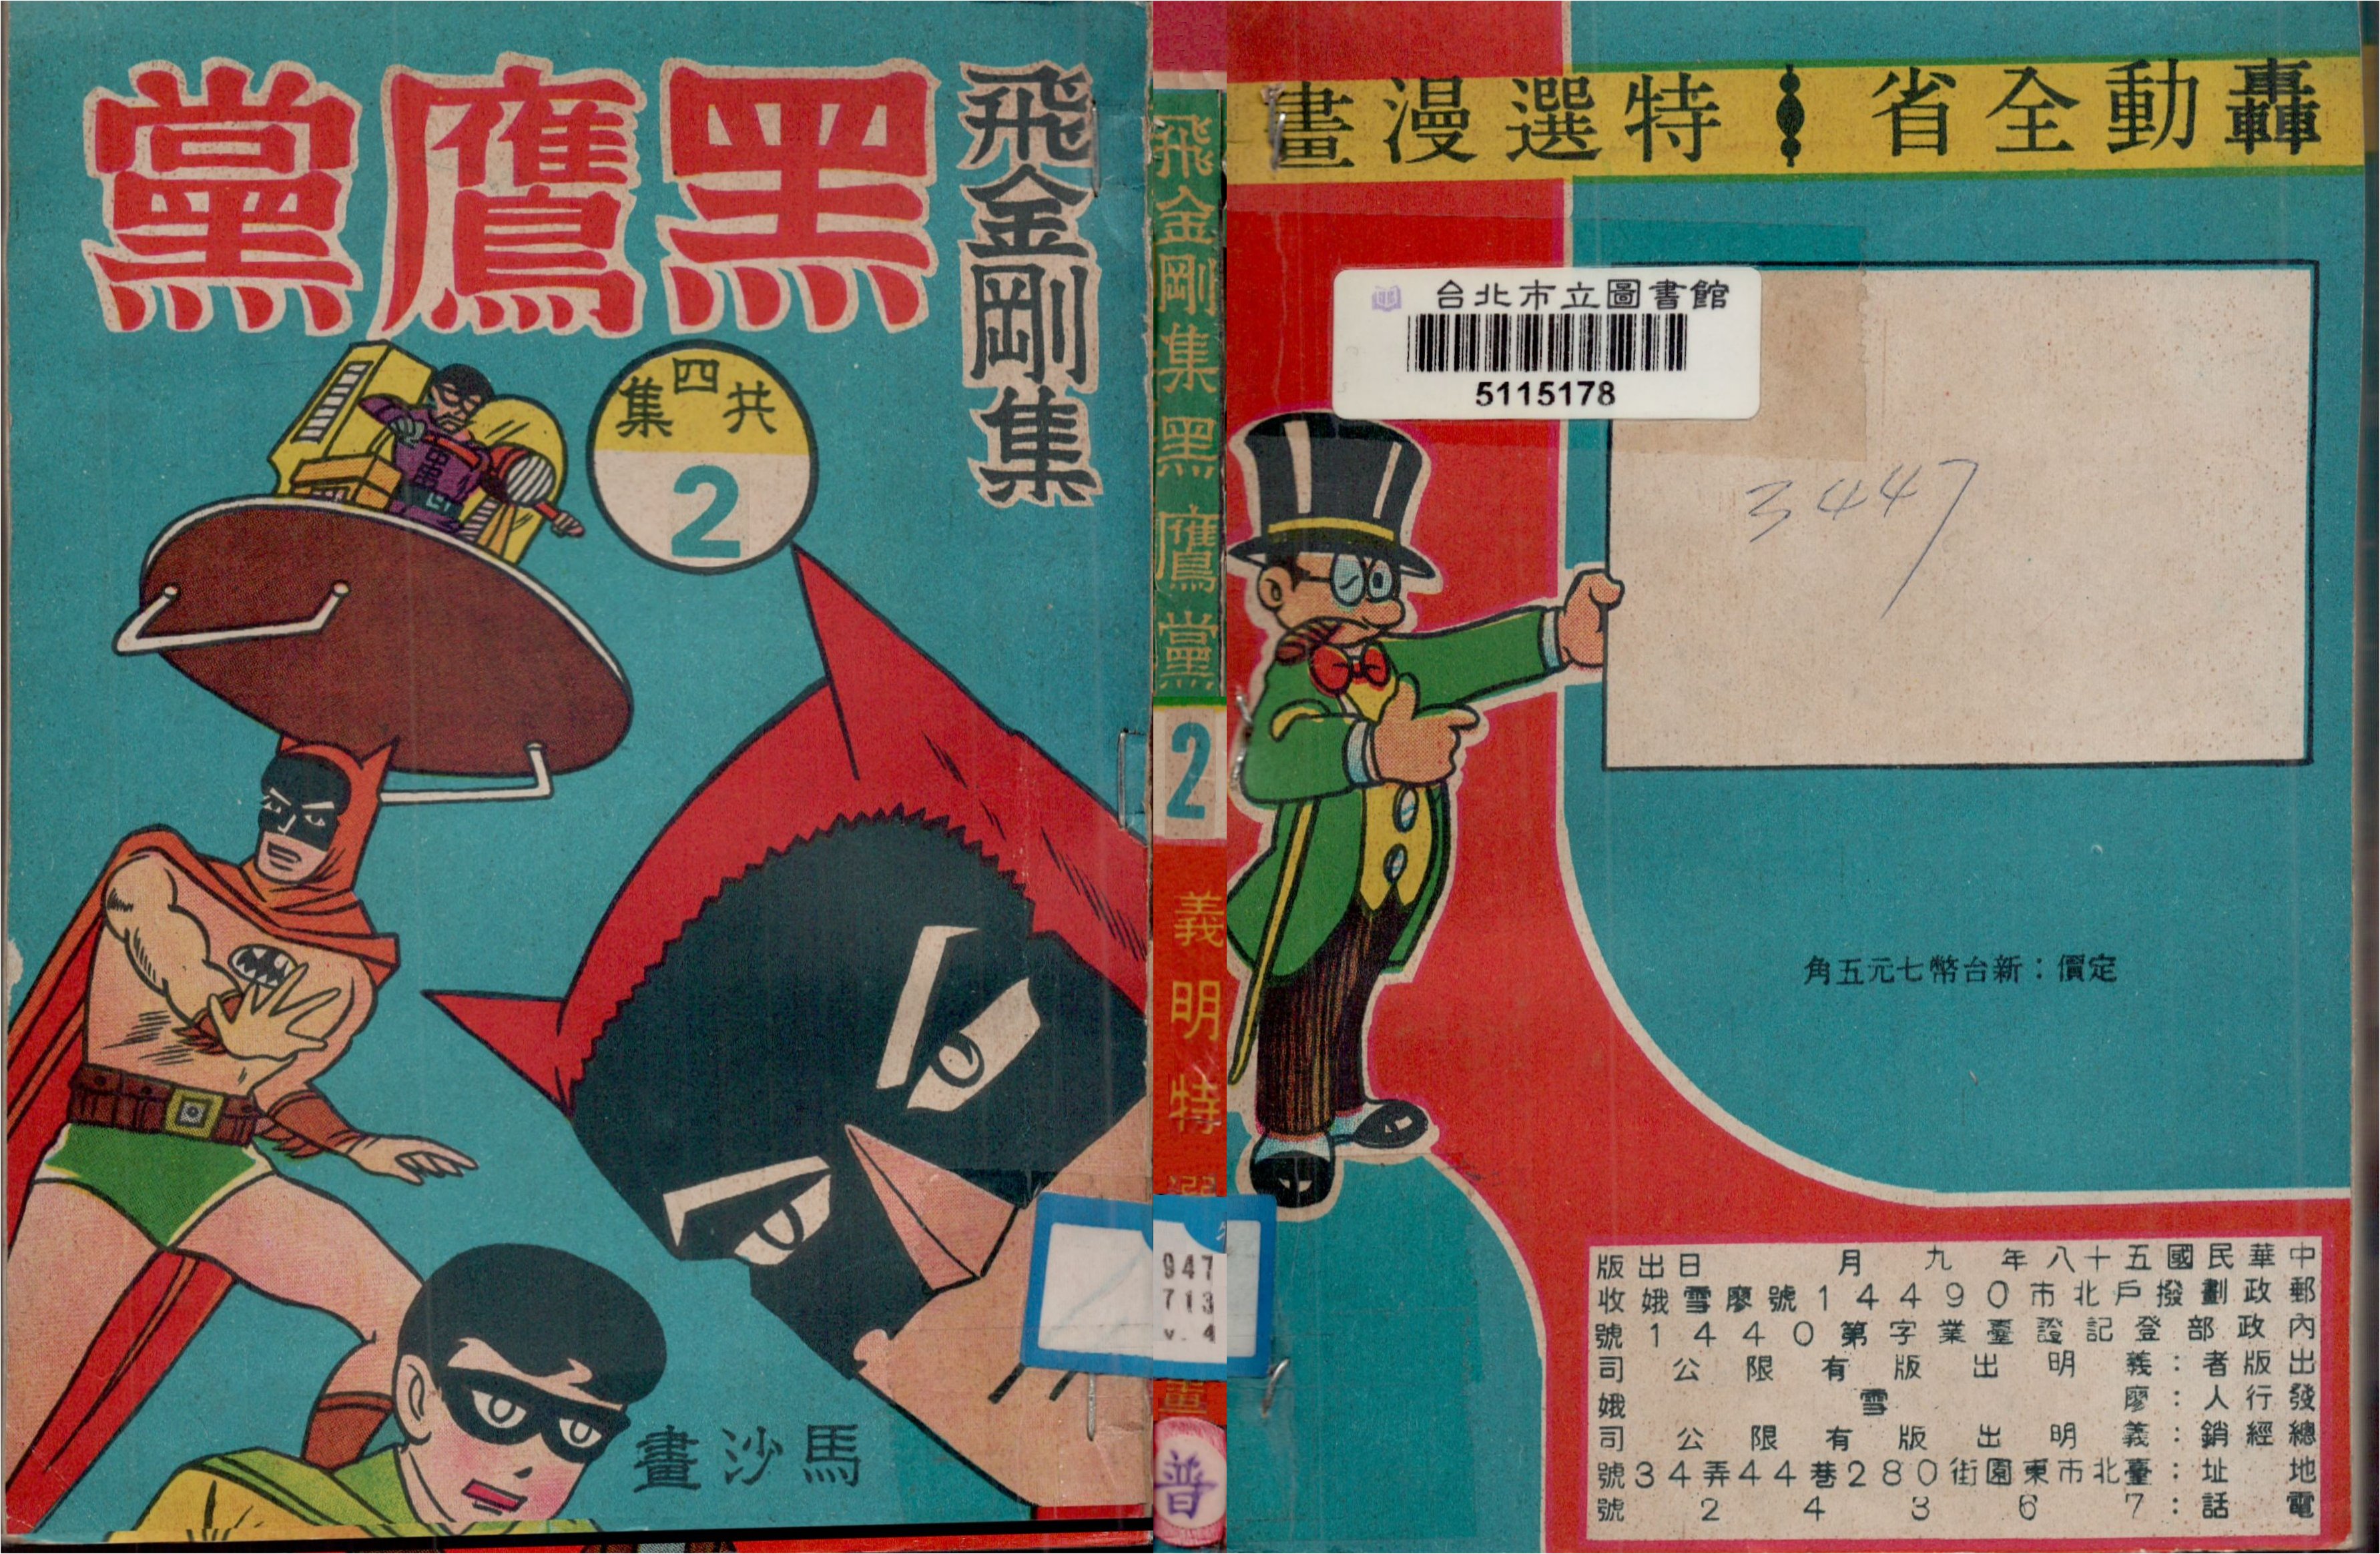 飛金剛集
黑鷹黨
共四集
2
馬沙畫
飛金剛集黑鷹黨
2
義明特選
畫
947
713
v. 4
普
轟動全省特選漫畫
台北市立圖書館
5115178
3447
定價：新台幣七元五角
中華民國五十八年九月 日出版
郵政劃撥戶北市14490號廖雪娥收
內政部登記證臺業字第1440號
出版者：義明出版有限公司
發行人：廖雪娥
總經銷：義明出版有限公司
地址：臺北市東園街280巷44弄34號
電話：24367號